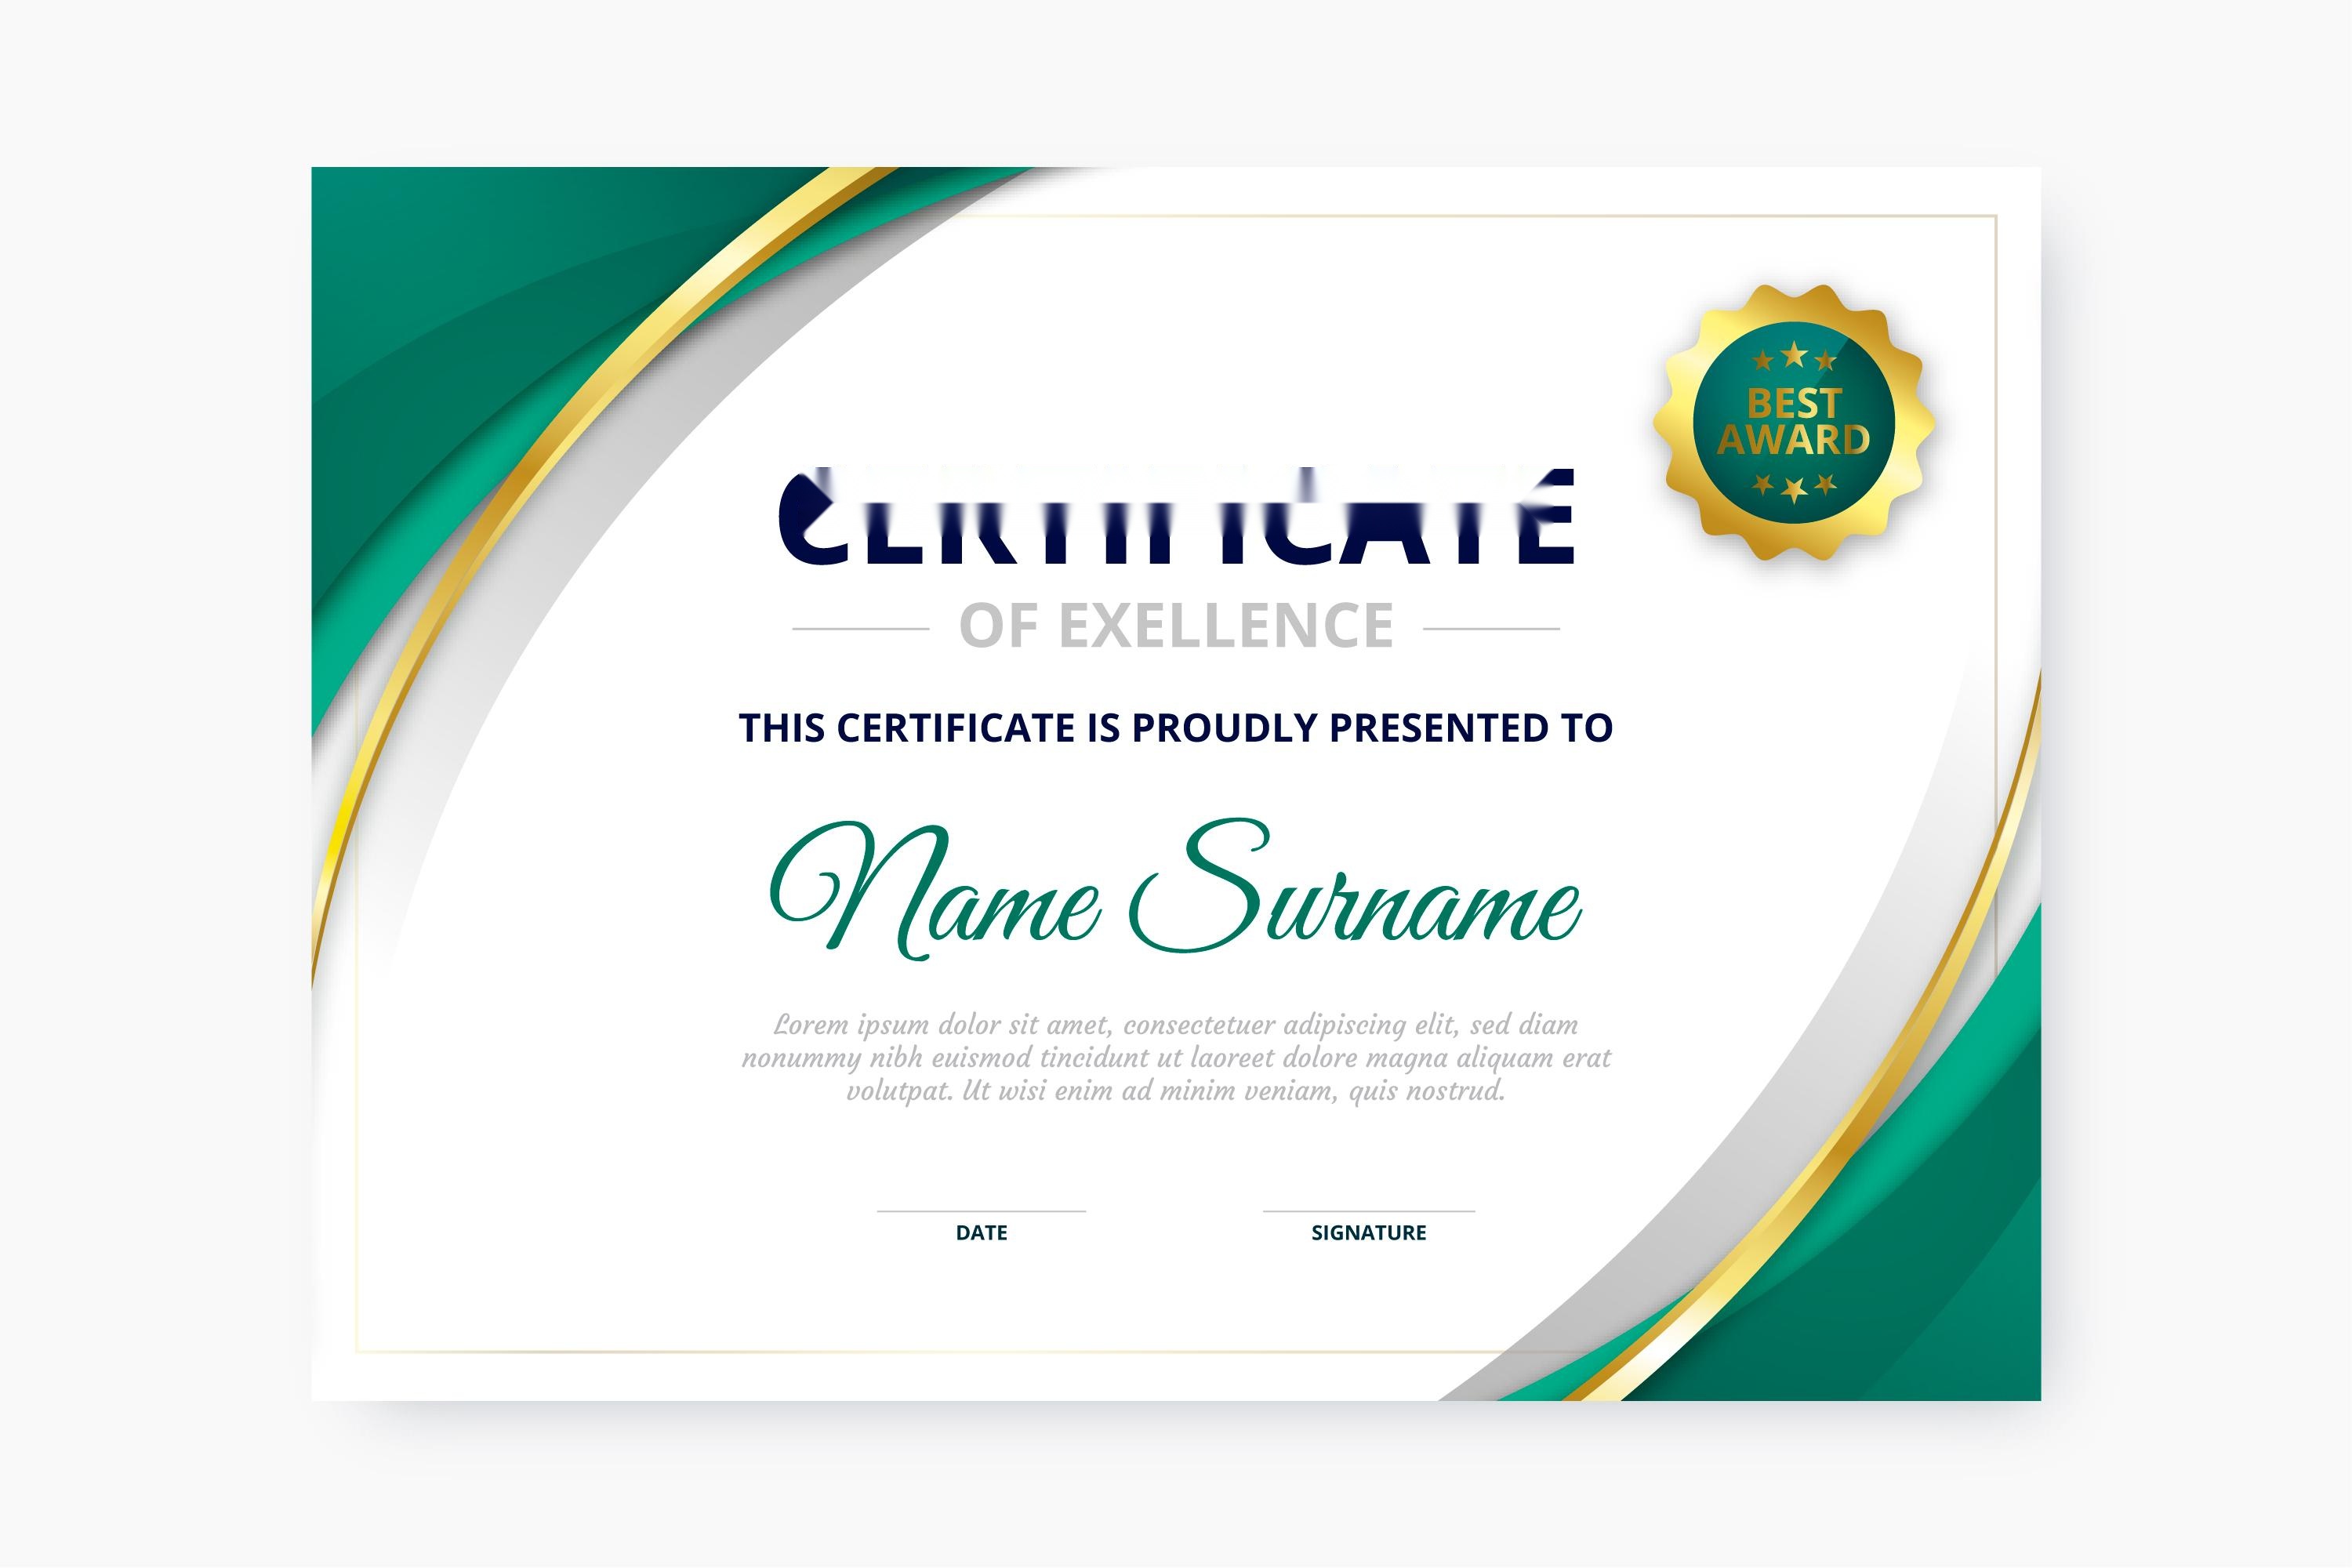 BEST
AWARD
CERTIFICATE
OF EXELLENCE
THIS CERTIFICATE IS PROUDLY PRESENTED TO
Name Surname
Lorem ipsum dolor sit amet, consectetuer adipiscing elit, sed diam
nonummy nibh euismod tincidunt ut laoreet dolore magna aliquam erat
volutpat. Ut wisi enim ad minim veniam, quis nostrud.
DATE
SIGNATURE